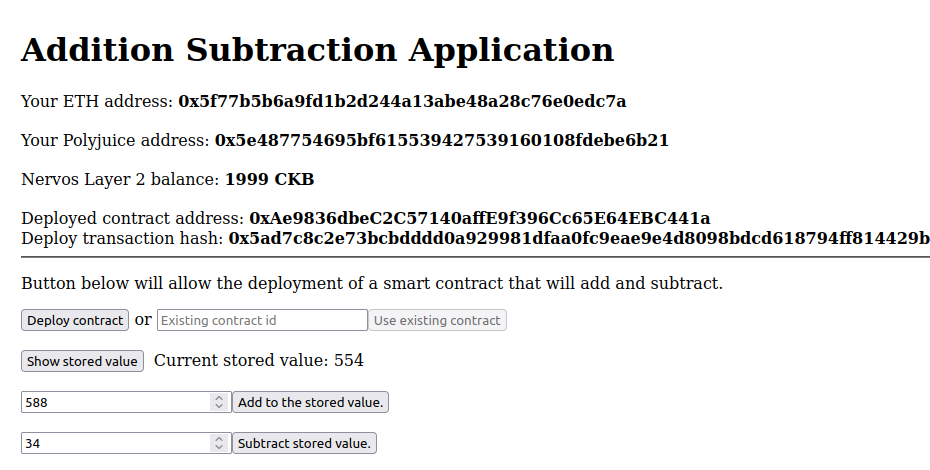 Addition Subtraction Application
Your ETH address: 0x5f77b5b6a9fd1b2d244a13abe48a28c76e0edc7a
Your Polyjuice address: 0x5e487754695bf615539427539160108fdebe6b21
Nervos Layer 2 balance: 1999 CKB
Deployed contract address: 0xAe9836dbeC2C57140affE9f396Cc65E64EBC441a
Deploy transaction hash: 0x5ad7c8c2e73bcbdddd0a929981dfaa0fc9eae9e4d8098bdcd618794ff814429b
Button below will allow the deployment of a smart contract that will add and subtract.
Deploy contract or Existing contract id Use existing contract
Show stored value Current stored value: 554
588 Add to the stored value.
34 Subtract stored value.